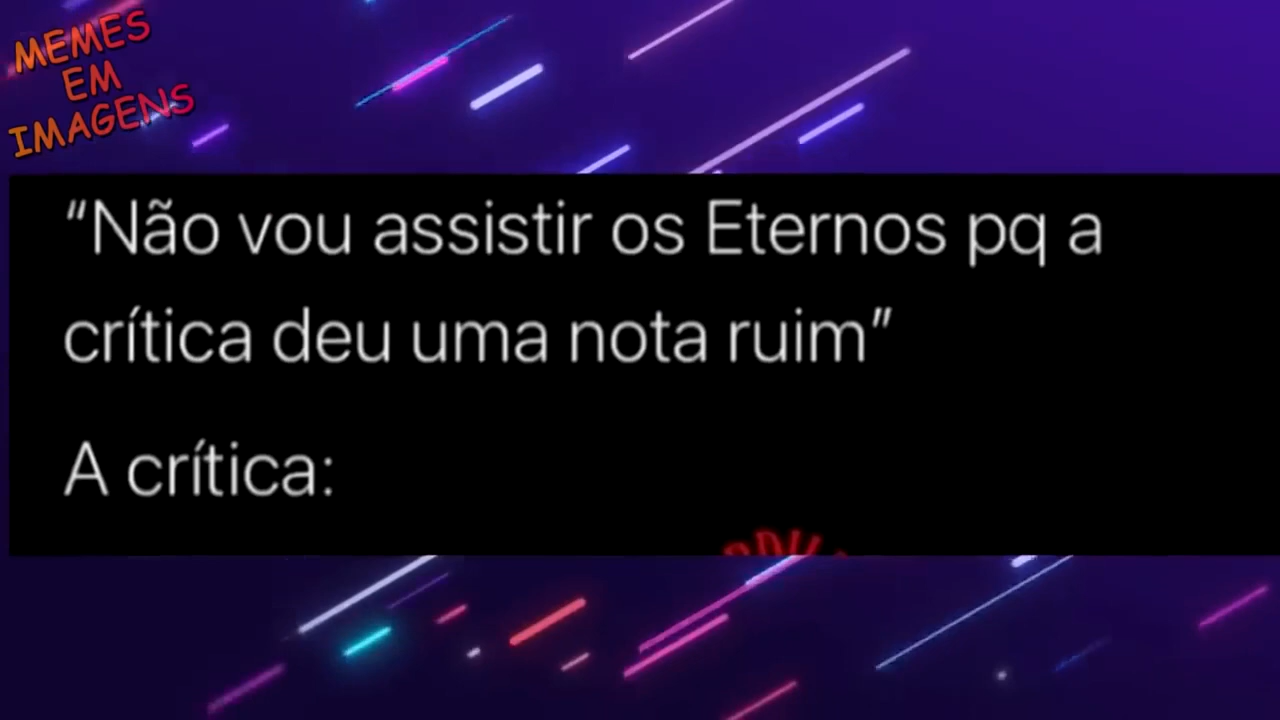 MEMES
EM
IMAGENS
“Não vou assistir os Eternos pq a
crítica deu uma nota ruim”
A crítica: